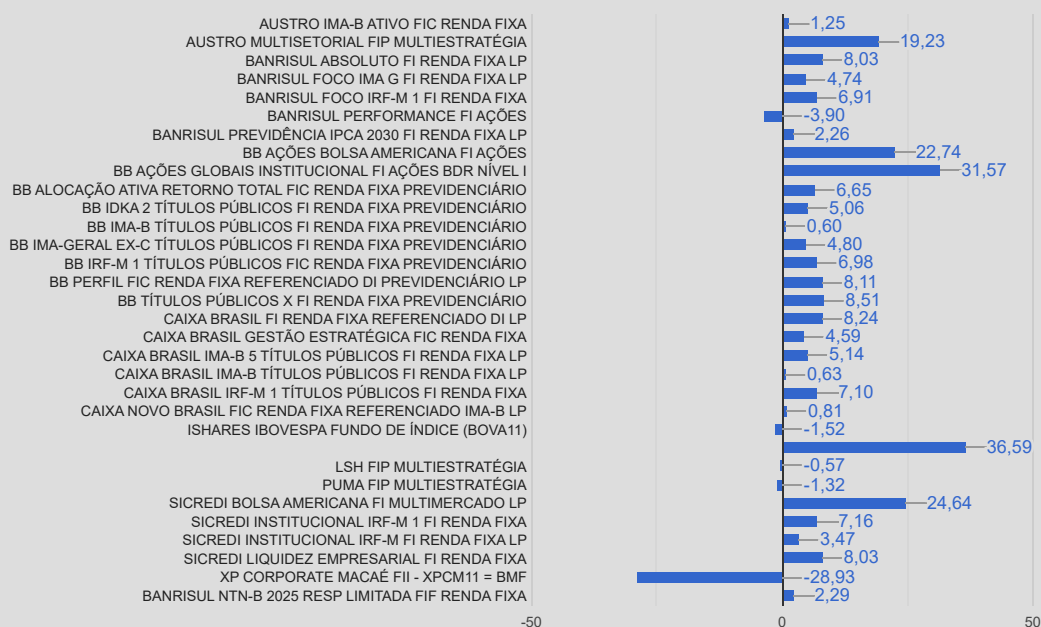 AUSTRO IMA-B ATIVO FIC RENDA FIXA 1,25
AUSTRO MULTISETORIAL FIP MULTIESTRATÉGIA 19,23
BANRISUL ABSOLUTO FI RENDA FIXA LP 8,03
BANRISUL FOCO IMA G FI RENDA FIXA LP 4,74
BANRISUL FOCO IRF-M 1 FI RENDA FIXA 6,91
BANRISUL PERFORMANCE FI AÇÕES -3,90
BANRISUL PREVIDÊNCIA IPCA 2030 FI RENDA FIXA LP 2,26
BB AÇÕES BOLSA AMERICANA FI AÇÕES 22,74
BB AÇÕES GLOBAIS INSTITUCIONAL FI AÇÕES BDR NÍVEL I 31,57
BB ALOCAÇÃO ATIVA RETORNO TOTAL FIC RENDA FIXA PREVIDENCIÁRIO 6,65
BB IDKA 2 TÍTULOS PÚBLICOS FI RENDA FIXA PREVIDENCIÁRIO 5,06
BB IMA-B TÍTULOS PÚBLICOS FI RENDA FIXA PREVIDENCIÁRIO 0,60
BB IMA-GERAL EX-C TÍTULOS PÚBLICOS FI RENDA FIXA PREVIDENCIÁRIO 4,80
BB IRF-M 1 TÍTULOS PÚBLICOS FIC RENDA FIXA PREVIDENCIÁRIO 6,98
BB PERFIL FIC RENDA FIXA REFERENCIADO DI PREVIDENCIÁRIO LP 8,11
BB TÍTULOS PÚBLICOS X FI RENDA FIXA PREVIDENCIÁRIO 8,51
CAIXA BRASIL FI RENDA FIXA REFERENCIADO DI LP 8,24
CAIXA BRASIL GESTÃO ESTRATÉGICA FIC RENDA FIXA 4,59
CAIXA BRASIL IMA-B 5 TÍTULOS PÚBLICOS FI RENDA FIXA LP 5,14
CAIXA BRASIL IMA-B TÍTULOS PÚBLICOS FI RENDA FIXA LP 0,63
CAIXA BRASIL IRF-M 1 TÍTULOS PÚBLICOS FI RENDA FIXA 7,10
CAIXA NOVO BRASIL FIC RENDA FIXA REFERENCIADO IMA-B LP 0,81
ISHARES IBOVESPA FUNDO DE ÍNDICE (BOVA11) -1,52
36,59
LSH FIP MULTIESTRATÉGIA -0,57
PUMA FIP MULTIESTRATÉGIA -1,32
SICREDI BOLSA AMERICANA FI MULTIMERCADO LP 24,64
SICREDI INSTITUCIONAL IRF-M 1 FI RENDA FIXA 7,16
SICREDI INSTITUCIONAL IRF-M FI RENDA FIXA LP 3,47
SICREDI LIQUIDEZ EMPRESARIAL FI RENDA FIXA 8,03
XP CORPORATE MACAÉ FII - XPCM11 = BMF -28,93
BANRISUL NTN-B 2025 RESP LIMITADA FIF RENDA FIXA 2,29
-50 0 50